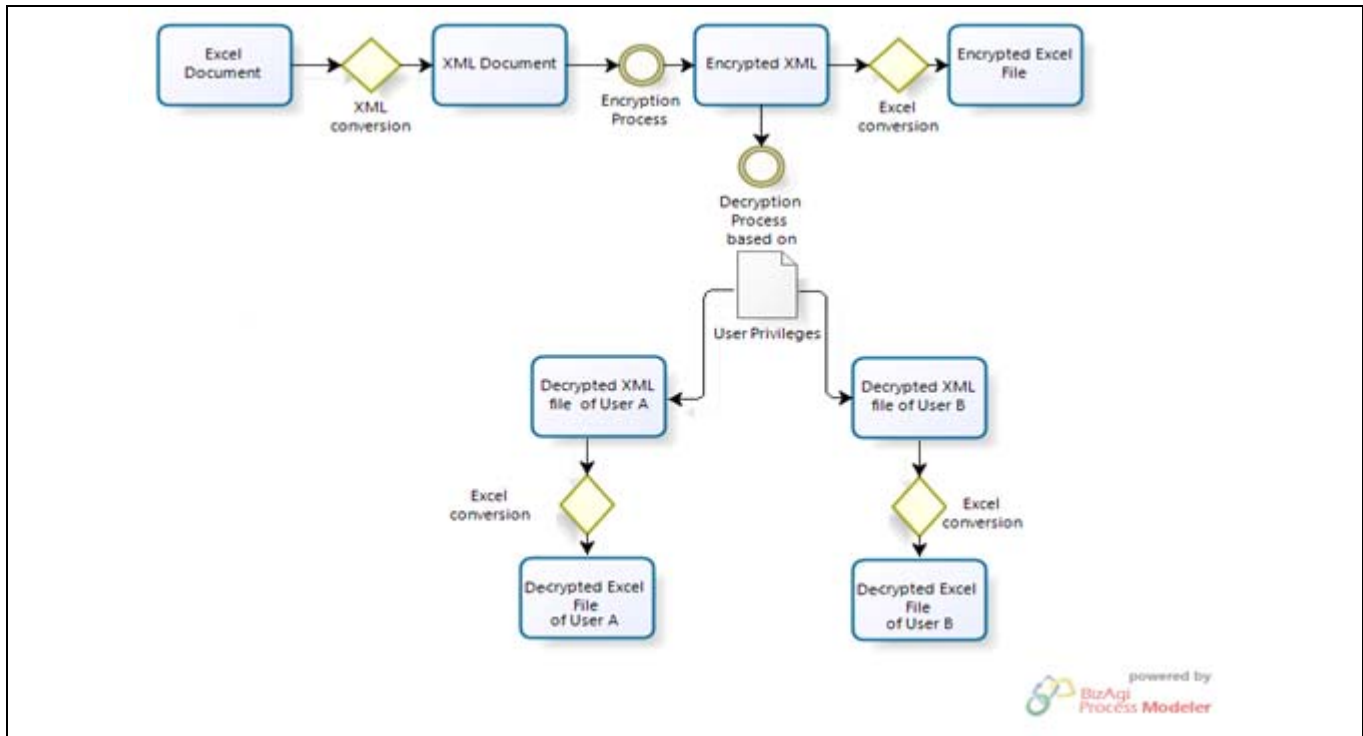 Excel
Document
XML
conversion
XML Document
Encryption
Process
Encrypted XML
Excel
conversion
Encrypted Excel
File
Decryption
Process
based on
User Privileges
Decrypted XML
file of User A
Decrypted XML
file of User B
Excel
conversion
Excel
conversion
Decrypted Excel
File
of User A
Decrypted Excel
File
of User B
powered by
BizAgi
Process Modeler